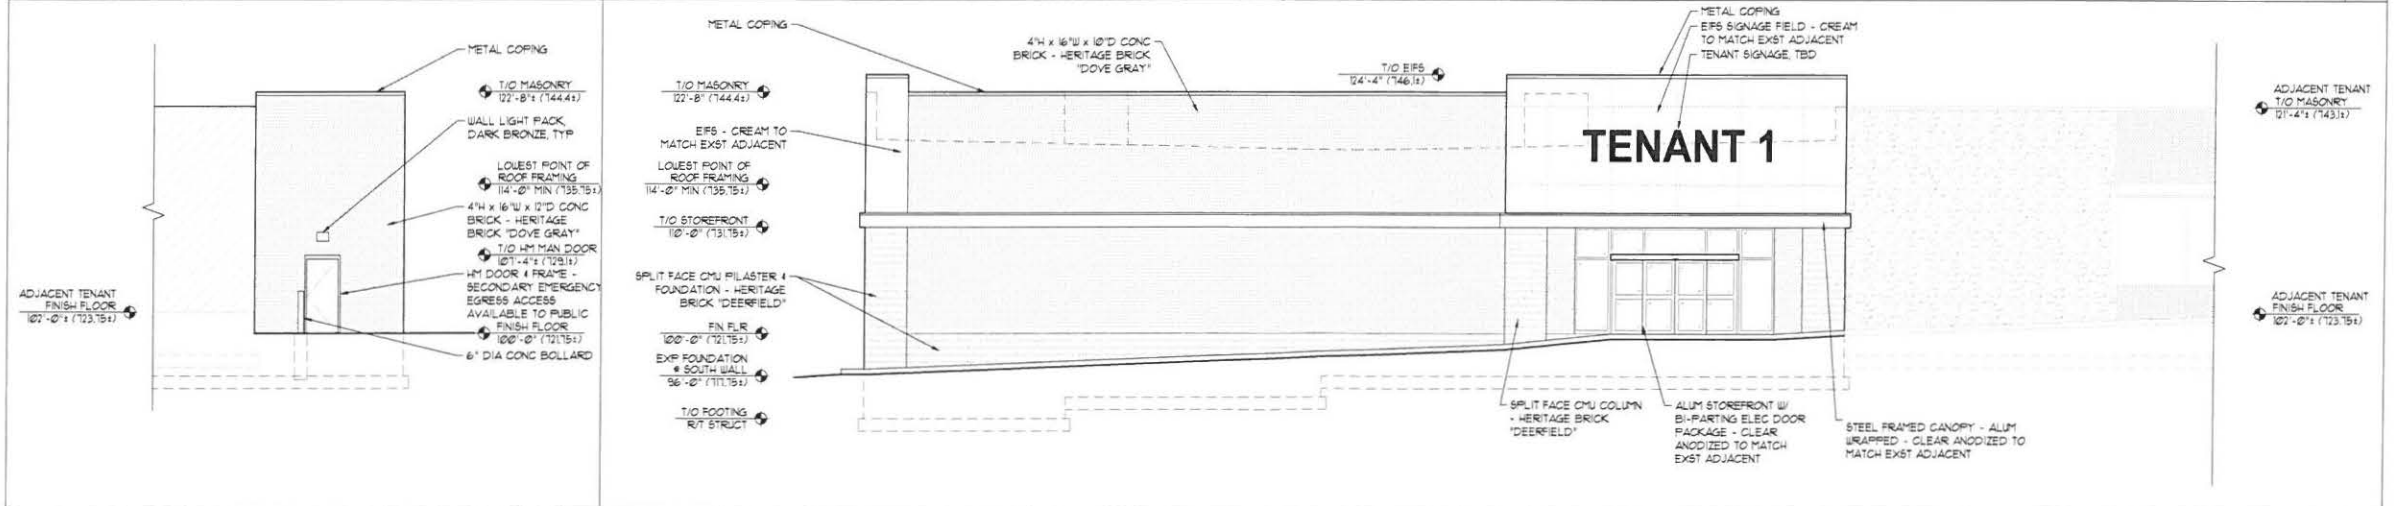 METAL COPING
T/O MASONRY
122'-8"± (744.4±)
WALL LIGHT PACK,
DARK BRONZE, TYP
LOWEST POINT OF
ROOF FRAMING
114'-0" MIN (735.75±)
4"H x 16"W x 12"D CONC
BRICK - HERITAGE
BRICK "DOVE GRAY"
T/O HM MAN DOOR
107'-4"± (729.1±)
HM DOOR & FRAME -
SECONDARY EMERGENCY
EGRESS ACCESS
AVAILABLE TO PUBLIC
FINISH FLOOR
100'-0" (721.75±)
6" DIA CONC BOLLARD
ADJACENT TENANT
FINISH FLOOR
102'-0"± (723.75±)
METAL COPING
4"H x 16"W x 10"D CONC
BRICK - HERITAGE BRICK
"DOVE GRAY"
T/O MASONRY
122'-8" (744.4±)
EIFS - CREAM TO
MATCH EXST ADJACENT
LOWEST POINT OF
ROOF FRAMING
114'-0" MIN (735.75±)
T/O STOREFRONT
110'-0" (731.75±)
SPLIT FACE CMU PILASTER &
FOUNDATION - HERITAGE
BRICK "DEERFIELD"
FIN FLR
100'-0" (721.75±)
EXP FOUNDATION
@ SOUTH WALL
96'-0" (717.75±)
T/O FOOTING
R/T STRUCT
T/O EIFS
124'-4" (746.1±)
METAL COPING
EIFS SIGNAGE FIELD - CREAM
TO MATCH EXST ADJACENT
TENANT SIGNAGE, TBD
TENANT 1
SPLIT FACE CMU COLUMN
- HERITAGE BRICK
"DEERFIELD"
ALUM STOREFRONT W/
BI-PARTING ELEC DOOR
PACKAGE - CLEAR
ANODIZED TO MATCH
EXST ADJACENT
STEEL FRAMED CANOPY - ALUM
WRAPPED - CLEAR ANODIZED TO
MATCH EXST ADJACENT
ADJACENT TENANT
T/O MASONRY
121'-4"± (743.1±)
ADJACENT TENANT
FINISH FLOOR
102'-0"± (723.75±)